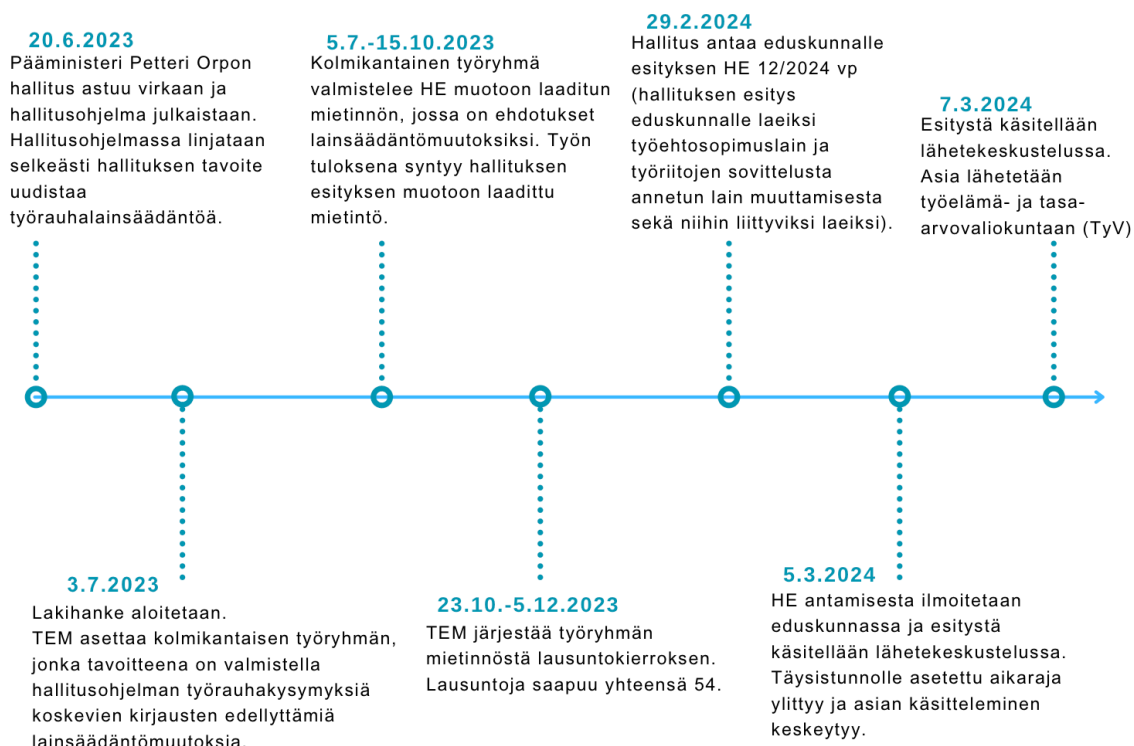 20.6.2023
Pääministeri Petteri Orpon
hallitus astuu virkaan ja
hallitusohjelma julkaistaan.
Hallitusohjelmassa linjataan
selkeästi hallituksen tavoite
uudistaa
työrauhalainsäädäntöä.
5.7.-15.10.2023
Kolmikantainen työryhmä
valmistelee HE muotoon laaditun
mietinnön, jossa on ehdotukset
lainsäädäntömuutoksiksi. Työn
tuloksena syntyy hallituksen
esityksen muotoon laadittu
mietintö.
29.2.2024
Hallitus antaa eduskunnalle
esityksen HE 12/2024 vp
(hallituksen esitys
eduskunnalle laeiksi
työehtosopimuslain ja
työriitojen sovittelusta
annetun lain muuttamisesta
sekä niihin liittyviksi laeiksi).
7.3.2024
Esitystä käsitellään
lähetekeskustelussa.
Asia lähetetään
työelämä- ja tasa-
arvovaliokuntaan (TyV)
3.7.2023
Lakihanke aloitetaan.
TEM asettaa kolmikantaisen työryhmän,
jonka tavoitteena on valmistella
hallitusohjelman työrauhakysymyksiä
koskevien kirjausten edellyttämiä
lainsäädäntömuutoksia.
23.10.-5.12.2023
TEM järjestää työryhmän
mietinnöstä lausuntokierroksen.
Lausuntoja saapuu yhteensä 54.
5.3.2024
HE antamisesta ilmoitetaan
eduskunnassa ja esitystä
käsitellään lähetekeskustelussa.
Täysistunnolle asetettu aikaraja
ylittyy ja asian käsitteleminen
keskeytyy.